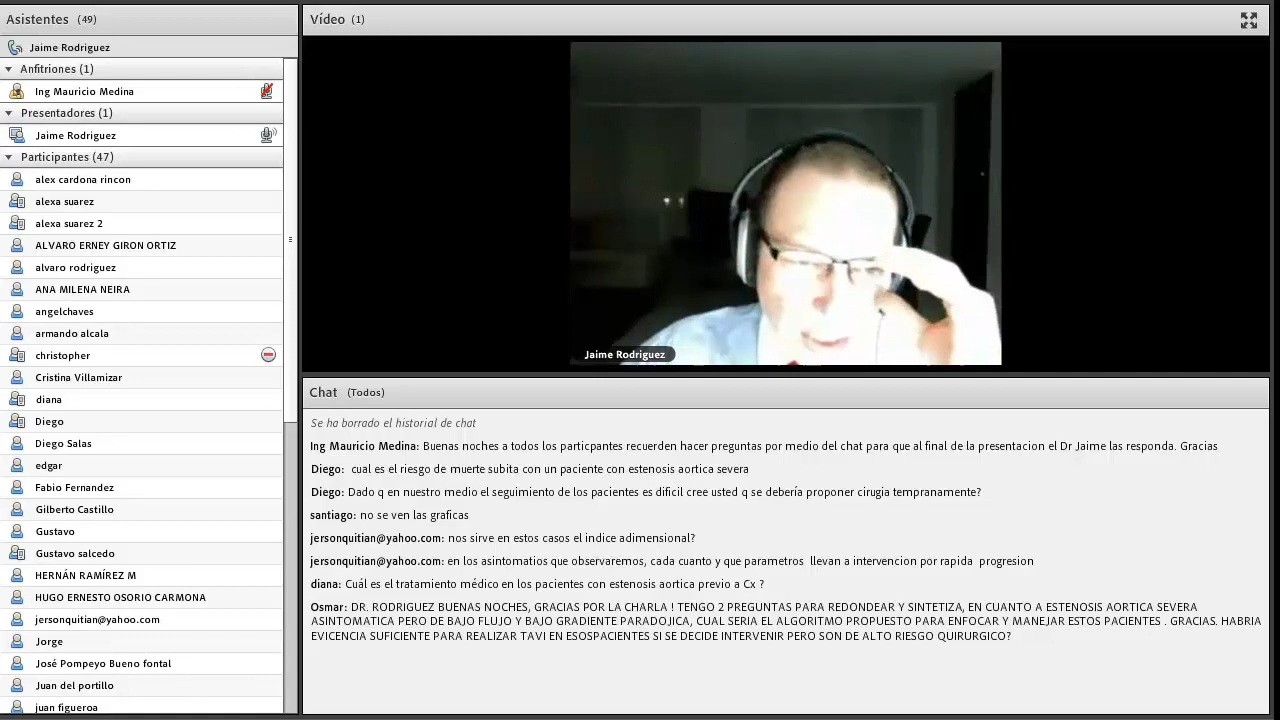 Asistentes (49)
Jaime Rodriguez
Anfitriones (1)
Ing Mauricio Medina
Presentadores (1)
Jaime Rodriguez
Participantes (47)
alex cardona rincon
alexa suarez
alexa suarez 2
ALVARO ERNEY GIRON ORTIZ
alvaro rodriguez
ANA MILENA NEIRA
angelchaves
armando alcala
christopher
Cristina Villamizar
diana
Diego
Diego Salas
edgar
Fabio Fernandez
Gilberto Castillo
Gustavo
Gustavo salcedo
HERNÁN RAMÍREZ M
HUGO ERNESTO OSORIO CARMONA
jersonquitian@yahoo.com
Jorge
José Pompeyo Bueno fontal
Juan del portillo
juan figueroa
Vídeo (1)
Jaime Rodriguez
Chat (Todos)
Se ha borrado el historial de chat
Ing Mauricio Medina: Buenas noches a todos los particpantes recuerden hacer preguntas por medio del chat para que al final de la presentacion el Dr Jaime las responda. Gracias
Diego: cual es el riesgo de muerte subita con un paciente con estenosis aortica severa
Diego: Dado q en nuestro medio el seguimiento de los pacientes es dificil cree usted q se debería proponer cirugia tempranamente?
santiago: no se ven las graficas
jersonquitian@yahoo.com: nos sirve en estos casos el indice adimensional?
jersonquitian@yahoo.com: en los asintomatios que observaremos, cada cuanto y que parametros llevan a intervencion por rapida progresion
diana: Cuál es el tratamiento médico en los pacientes con estenosis aortica previo a Cx ?
Osmar: DR. RODRIGUEZ BUENAS NOCHES, GRACIAS POR LA CHARLA ! TENGO 2 PREGUNTAS PARA REDONDEAR Y SINTETIZA, EN CUANTO A ESTENOSIS AORTICA SEVERA
ASINTOMATICA PERO DE BAJO FLUJO Y BAJO GRADIENTE PARADOJICA, CUAL SERIA EL ALGORITMO PROPUESTO PARA ENFOCAR Y MANEJAR ESTOS PACIENTES . GRACIAS. HABRIA
EVICENCIA SUFICIENTE PARA REALIZAR TAVI EN ESOSPACIENTES SI SE DECIDE INTERVENIR PERO SON DE ALTO RIESGO QUIRURGICO?